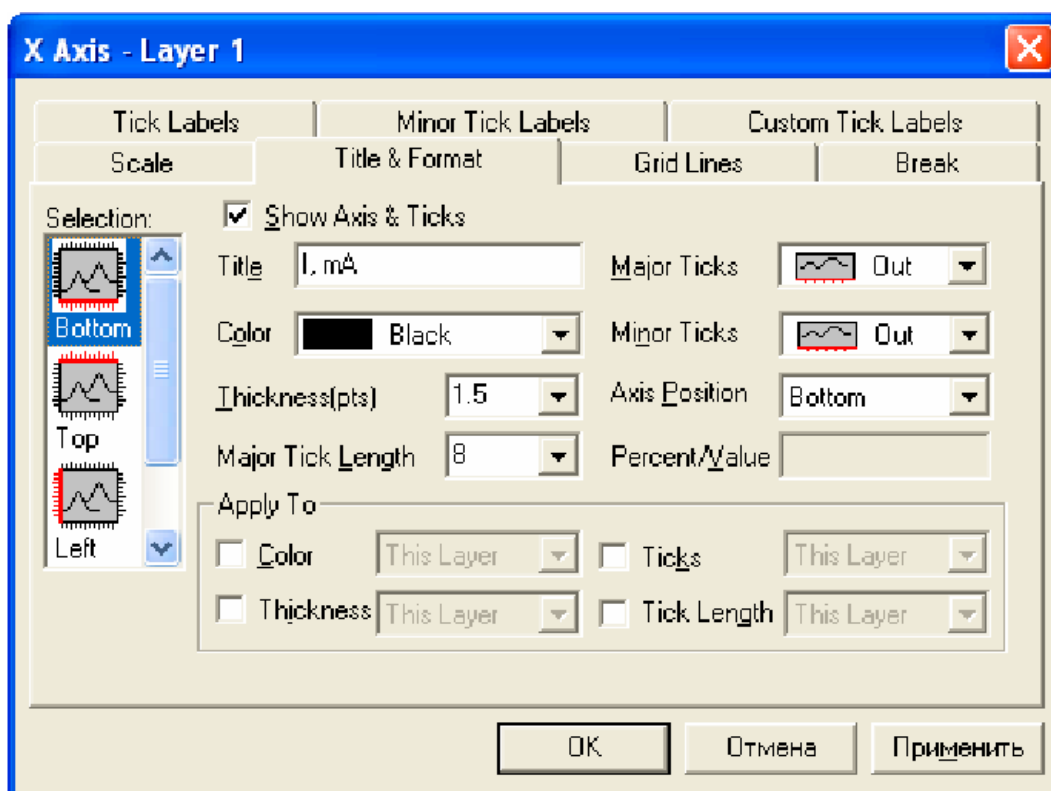 X Axis - Layer 1
Tick Labels Minor Tick Labels Custom Tick Labels
Scale Title & Format Grid Lines Break
Selection:
Show Axis & Ticks
Title I, mA Major Ticks Out
Bottom
Color Black Minor Ticks Out
Thickness(pts) 1.5 Axis Position Bottom
Top
Major Tick Length 8 Percent/Value
Left
Apply To
Color This Layer Ticks This Layer
Thickness This Layer Tick Length This Layer
OK Отмена Применить